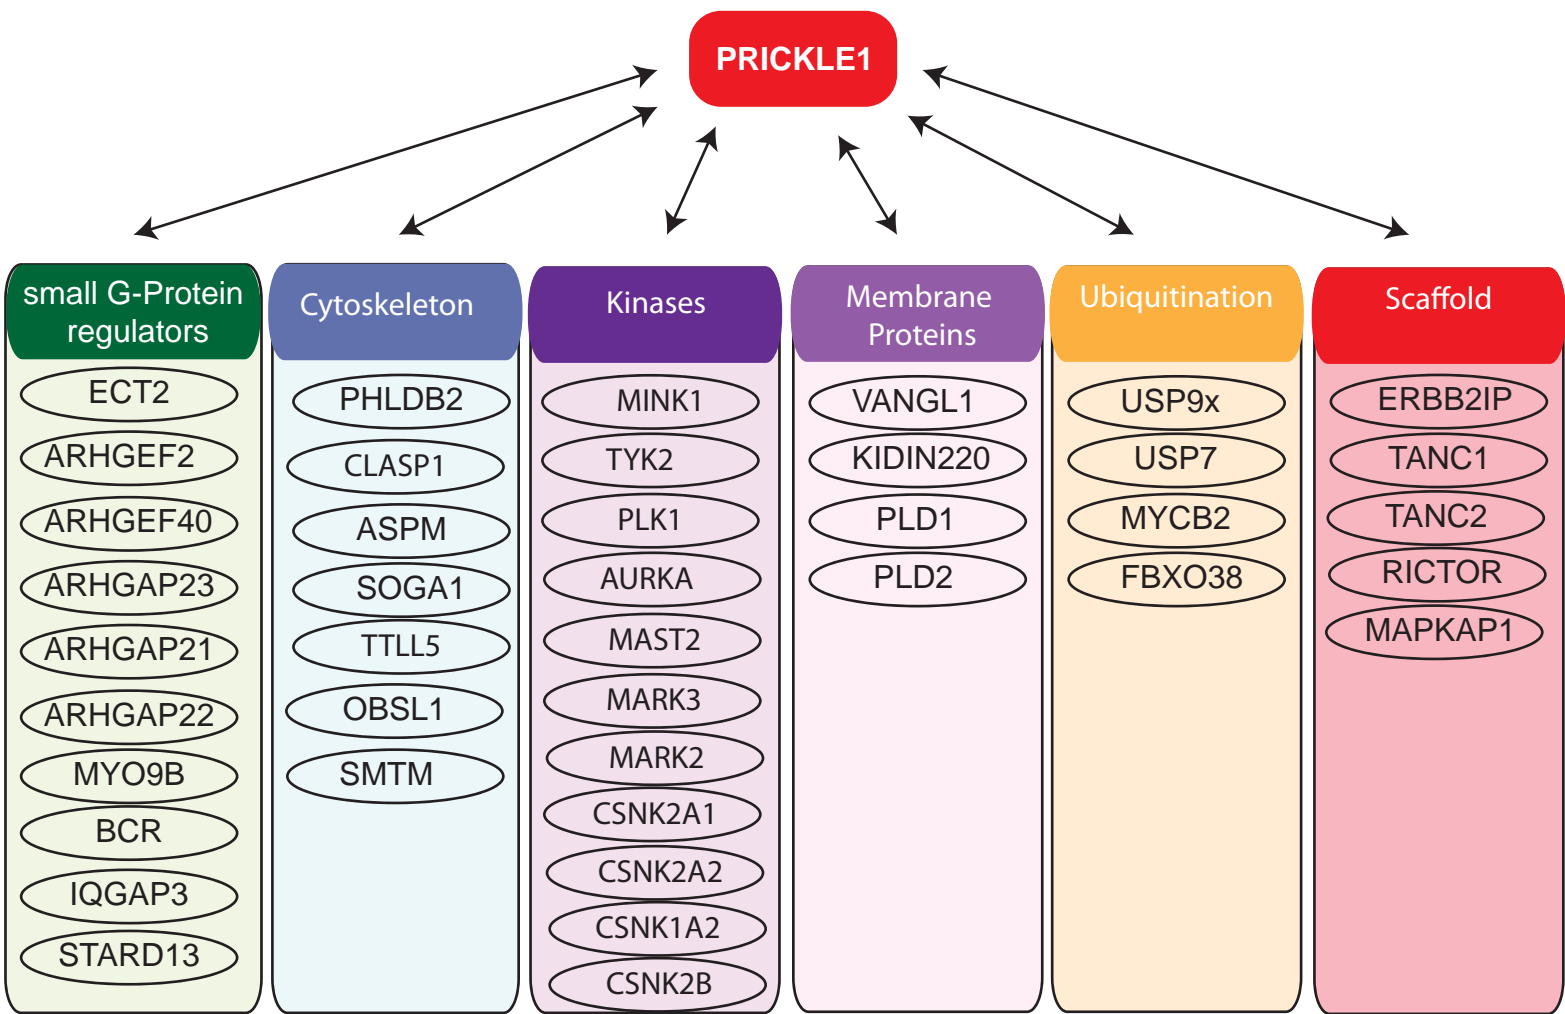 PRICKLE1
small G-Protein
regulators
ECT2
ARHGEF2
ARHGEF40
ARHGAP23
ARHGAP21
ARHGAP22
MYO9B
BCR
IQGAP3
STARD13
Cytoskeleton
PHLDB2
CLASP1
ASPM
SOGA1
TTLL5
OBSL1
SMTM
Kinases
MINK1
TYK2
PLK1
AURKA
MAST2
MARK3
MARK2
CSNK2A1
CSNK2A2
CSNK1A2
CSNK2B
Membrane
Proteins
VANGL1
KIDIN220
PLD1
PLD2
Ubiquitination
USP9x
USP7
MYCB2
FBXO38
Scaffold
ERBB2IP
TANC1
TANC2
RICTOR
MAPKAP1